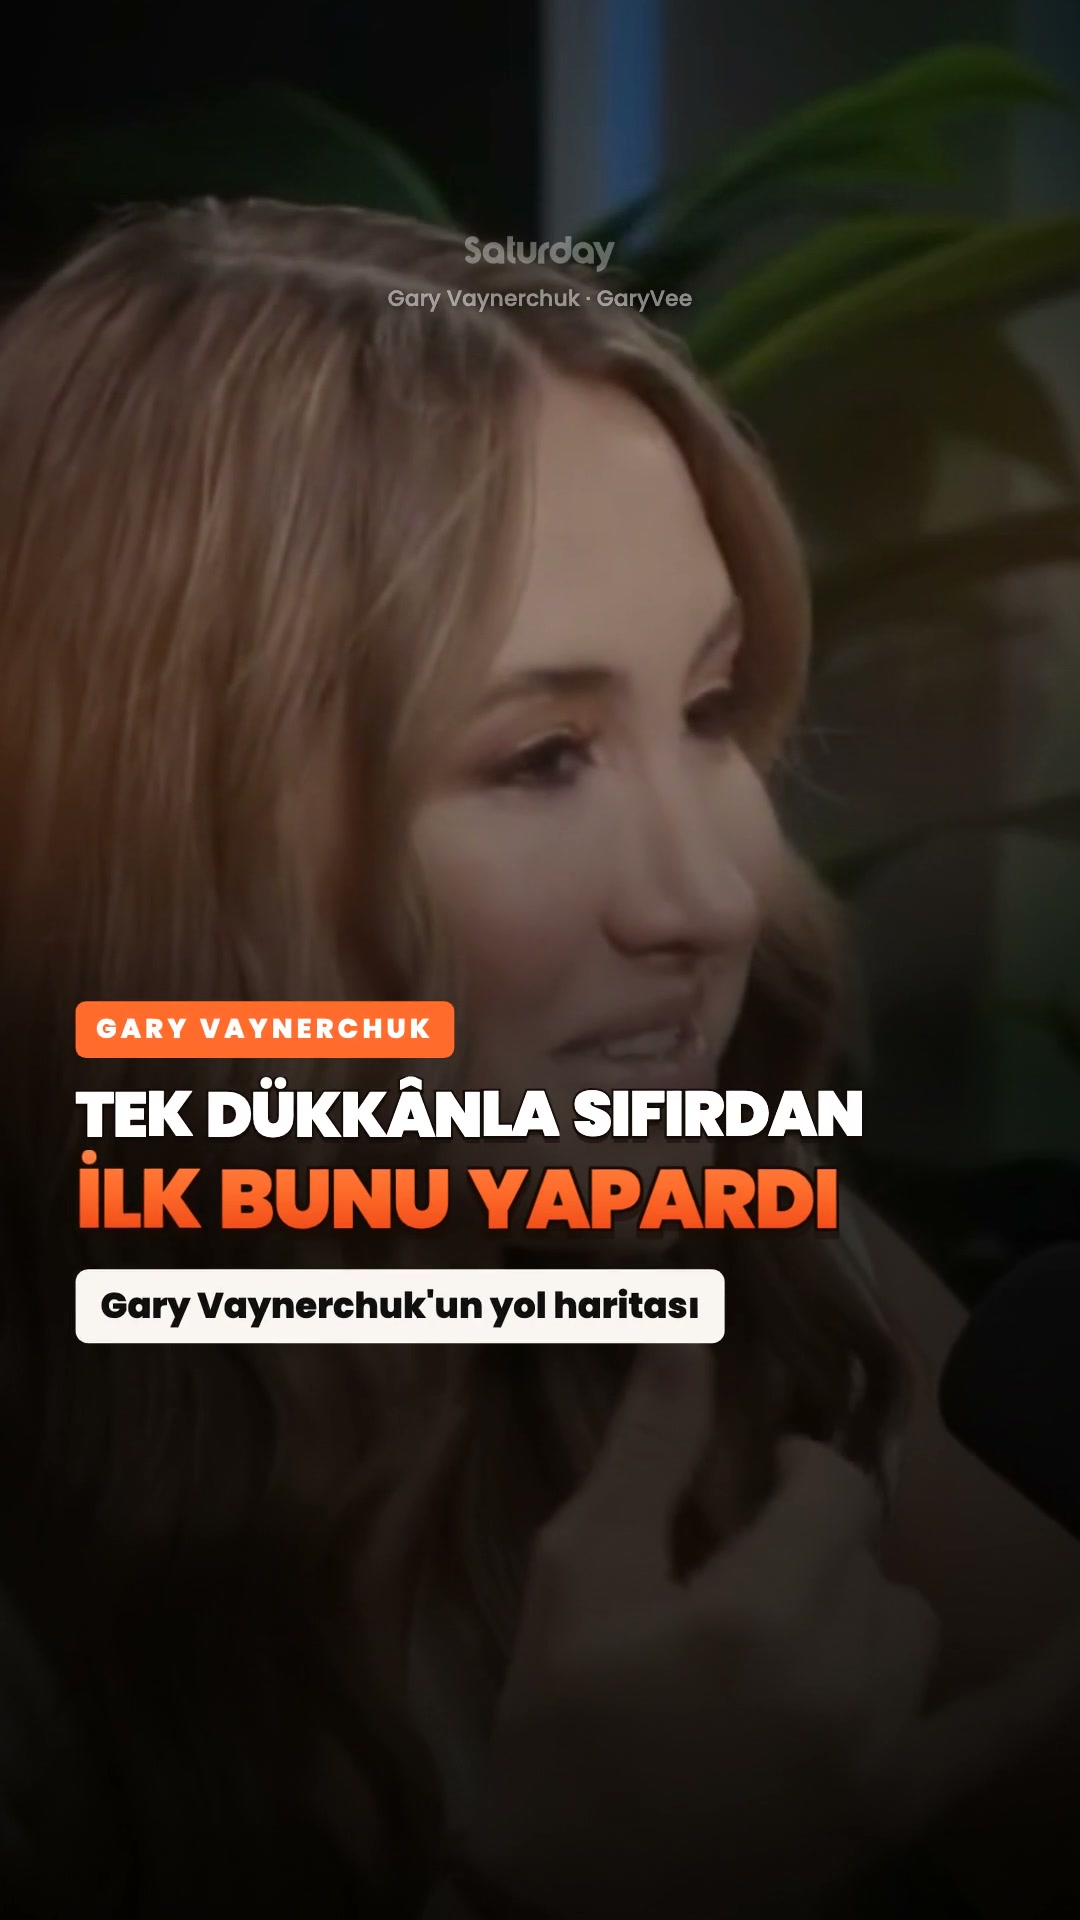 Saturday
Gary Vaynerchuk · GaryVee
GARY VAYNERCHUK
TEK DÜKKÂNLA SIFIRDAN
İLK BUNU YAPARDI
Gary Vaynerchuk'un yol haritası